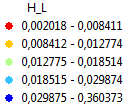 H_L
0,002018 - 0,008411
0,008412 - 0,012774
0,012775 - 0,018514
0,018515 - 0,029874
0,029875 - 0,360373